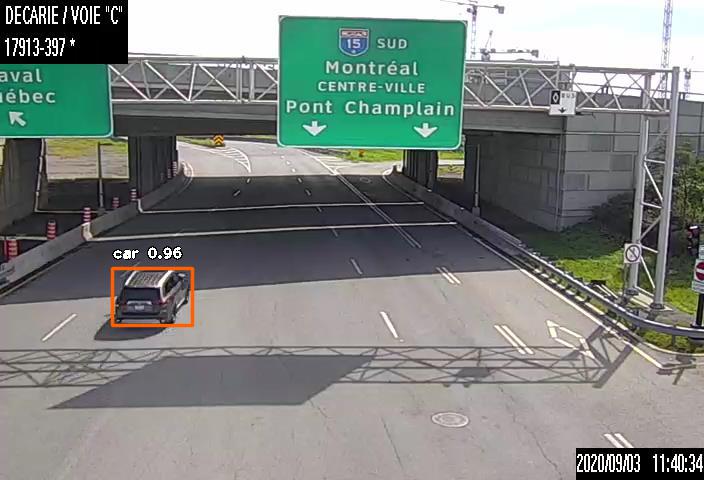 DECARIE / VOIE "C"
17913-397 *
aval
uébec
15 SUD
Montréal
CENTRE-VILLE
Pont Champlain
BUS
car 0.96
2020/09/03 11:40:34